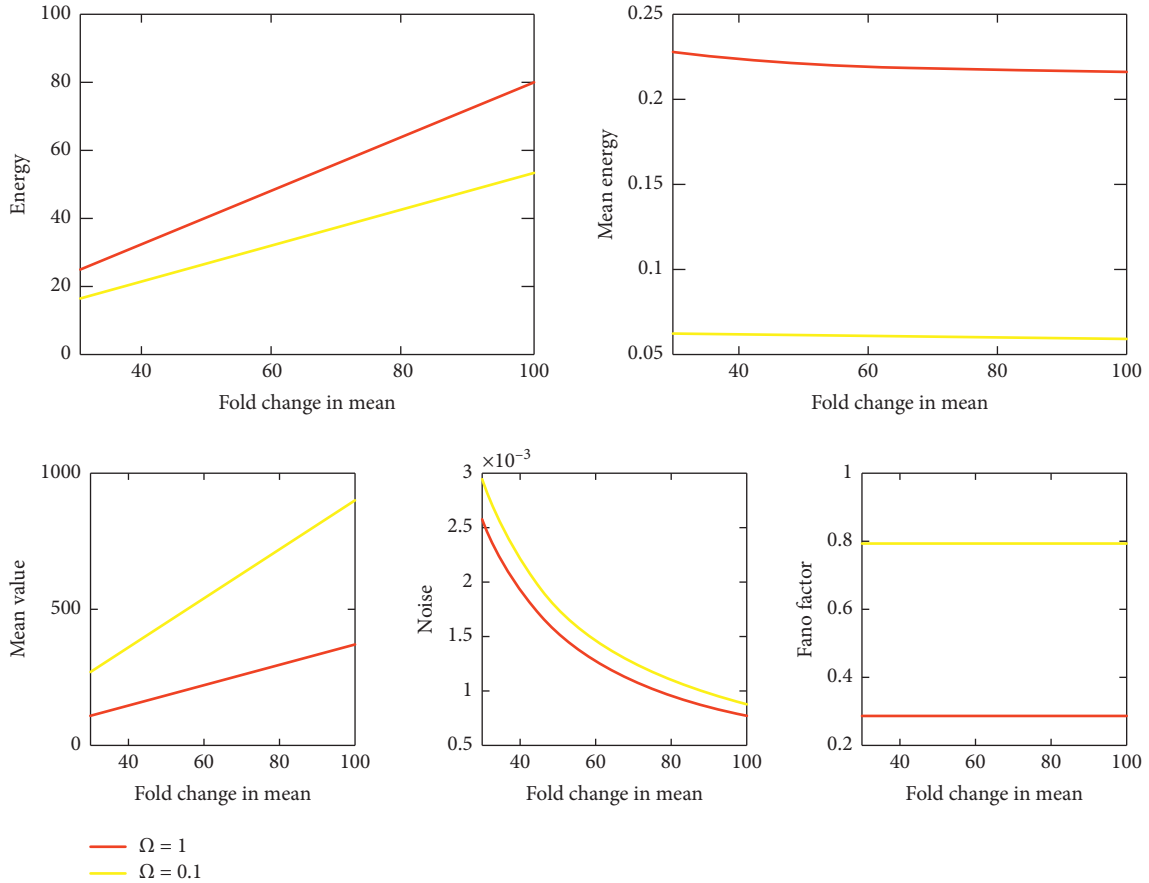 100
80
60
40
20
0
Energy
40 60 80 100
Fold change in mean
0.25
0.2
0.15
0.1
0.05
Mean energy
40 60 80 100
Fold change in mean
1000
500
0
Mean value
40 60 80 100
Fold change in mean
×10⁻³
3
2.5
2
1.5
1
0.5
Noise
40 60 80 100
Fold change in mean
1
0.8
0.6
0.4
0.2
Fano factor
40 60 80 100
Fold change in mean
Ω = 1
Ω = 0.1